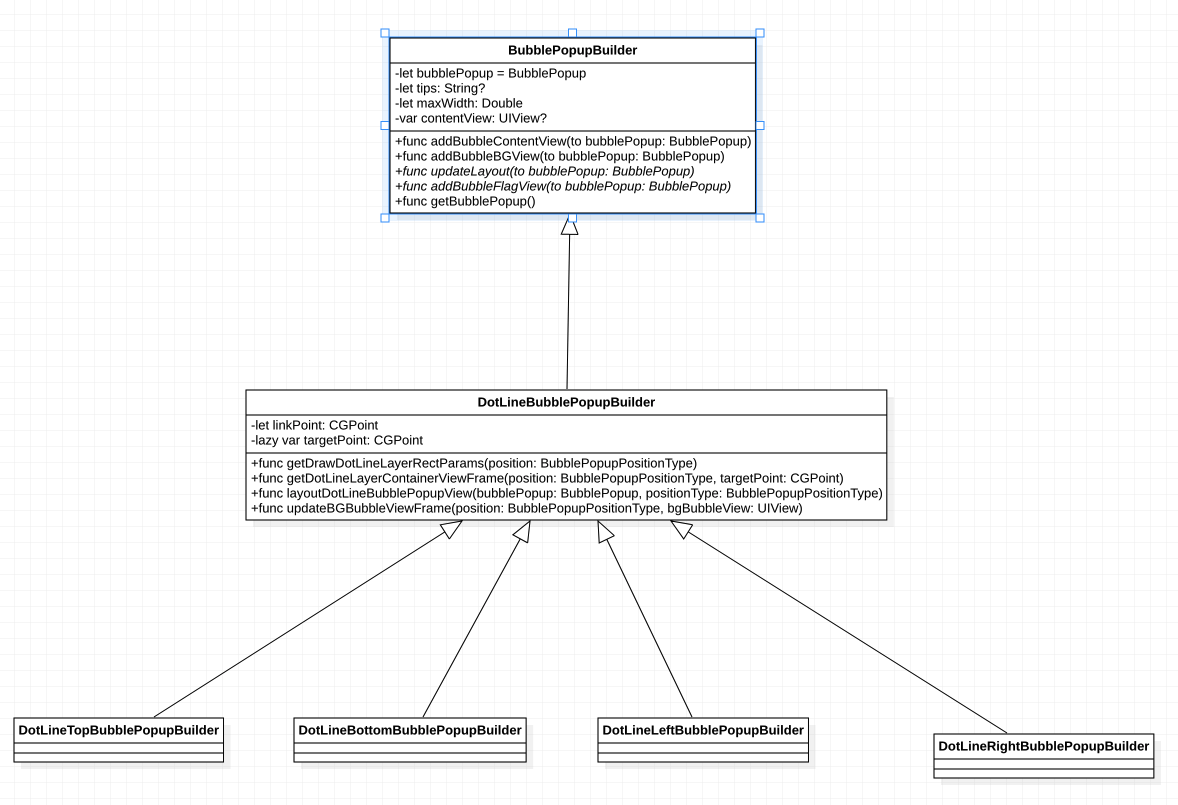 BubblePopupBuilder
-let bubblePopup = BubblePopup
-let tips: String?
-let maxWidth: Double
-var contentView: UIView?
+func addBubbleContentView(to bubblePopup: BubblePopup)
+func addBubbleBGView(to bubblePopup: BubblePopup)
+func updateLayout(to bubblePopup: BubblePopup)
+func addBubbleFlagView(to bubblePopup: BubblePopup)
+func getBubblePopup()
DotLineBubblePopupBuilder
-let linkPoint: CGPoint
-lazy var targetPoint: CGPoint
+func getDrawDotLineLayerRectParams(position: BubblePopupPositionType)
+func getDotLineLayerContainerViewFrame(position: BubblePopupPositionType, targetPoint: CGPoint)
+func layoutDotLineBubblePopupView(bubblePopup: BubblePopup, positionType: BubblePopupPositionType)
+func updateBGBubbleViewFrame(position: BubblePopupPositionType, bgBubbleView: UIView)
DotLineTopBubblePopupBuilder
DotLineBottomBubblePopupBuilder
DotLineLeftBubblePopupBuilder
DotLineRightBubblePopupBuilder